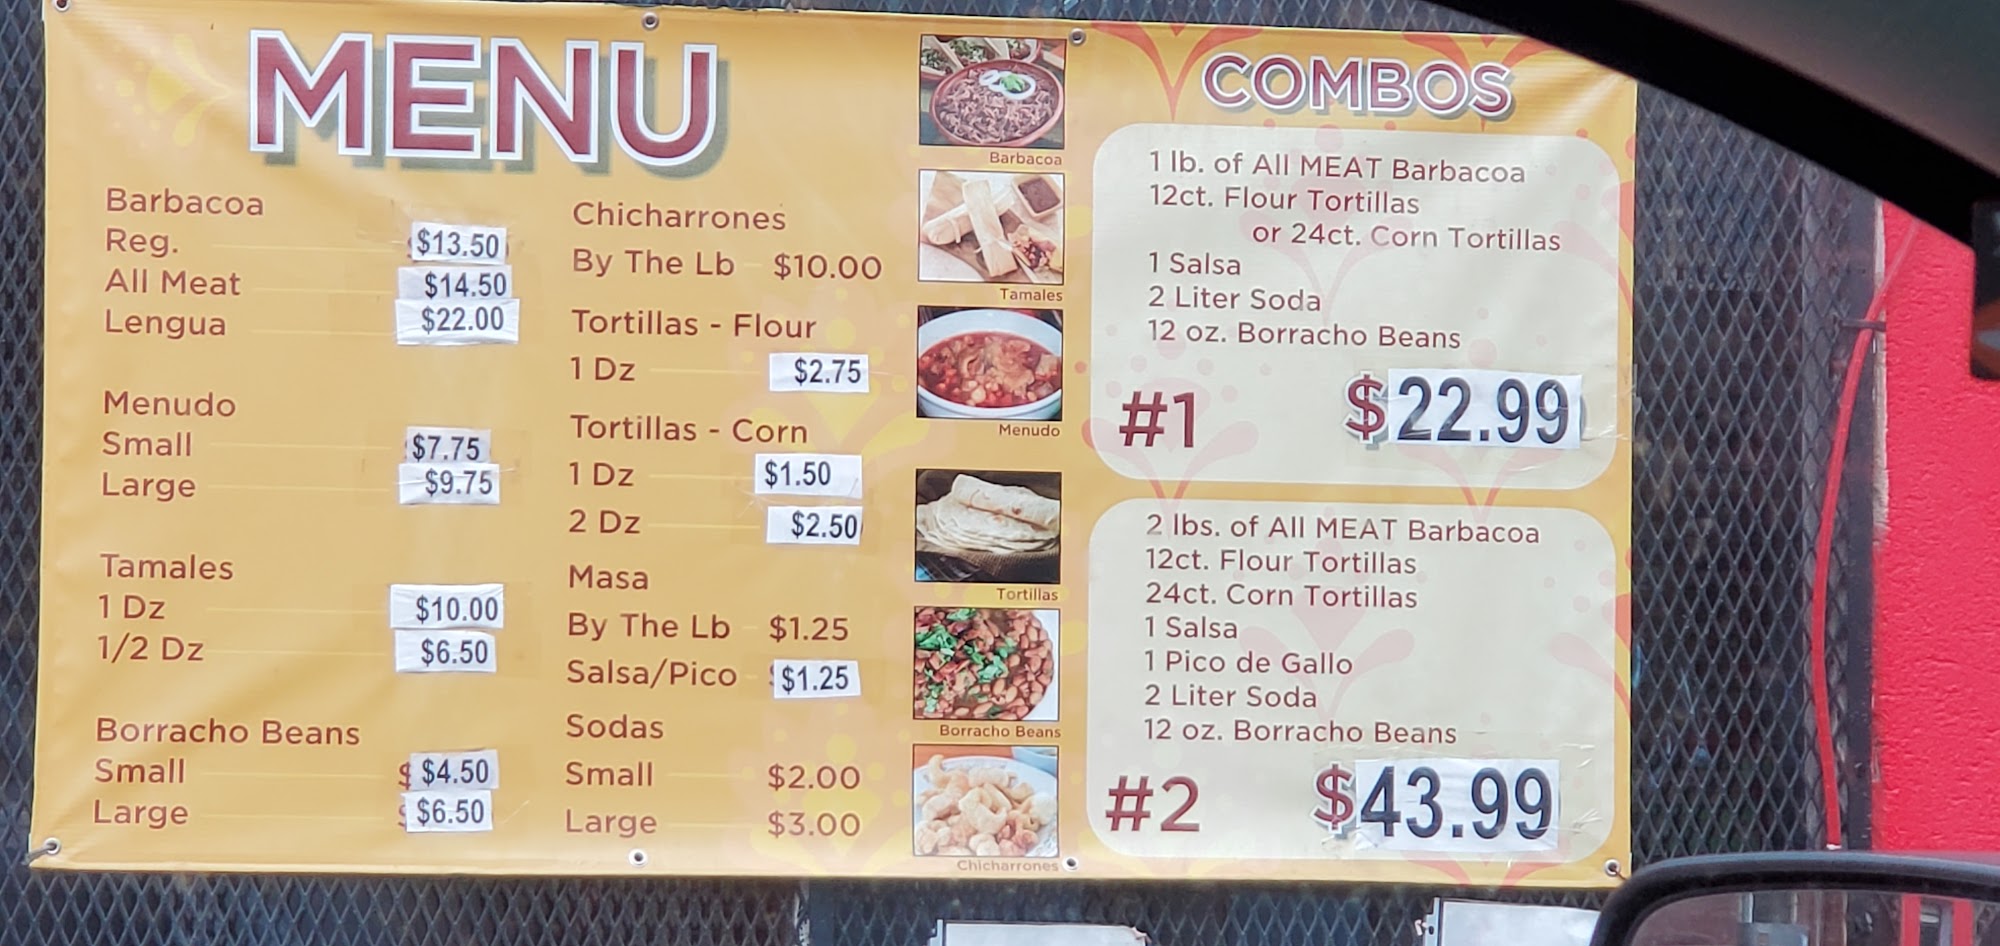 MENU
Barbacoa
Reg. $13.50
All Meat $14.50
Lengua $22.00
Menudo
Small $7.75
Large $9.75
Tamales
1 Dz $10.00
1/2 Dz $6.50
Borracho Beans
Small $ $4.50
Large $6.50
Chicharrones
By The Lb $10.00
Tortillas - Flour
1 Dz $2.75
Tortillas - Corn
1 Dz $1.50
2 Dz $2.50
Masa
By The Lb $1.25
Salsa/Pico $1.25
Sodas
Small $2.00
Large $3.00
Barbacoa
Tamales
Menudo
Tortillas
Borracho Beans
Chicharrones
COMBOS
1 lb. of All MEAT Barbacoa
12ct. Flour Tortillas
or 24ct. Corn Tortillas
1 Salsa
2 Liter Soda
12 oz. Borracho Beans
#1 $22.99
2 lbs. of All MEAT Barbacoa
12ct. Flour Tortillas
24ct. Corn Tortillas
1 Salsa
1 Pico de Gallo
2 Liter Soda
12 oz. Borracho Beans
#2 $43.99